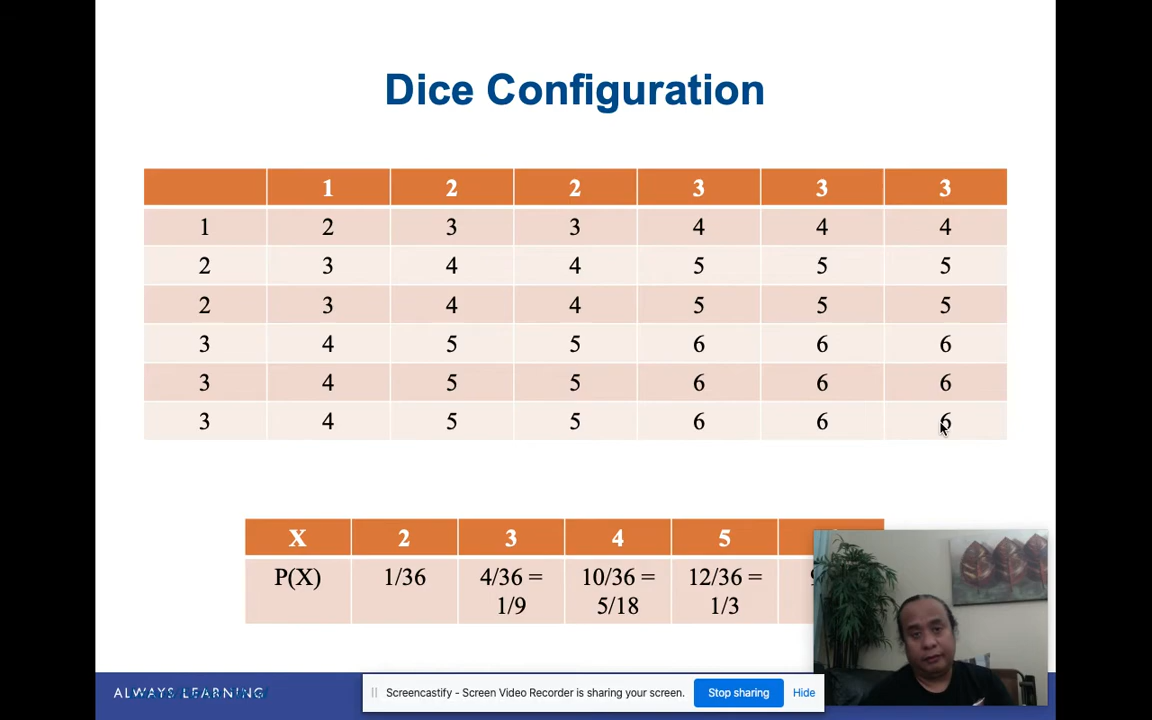 Dice Configuration
1 2 2 3 3 3
1 2 3 3 4 4 4
2 3 4 4 5 5 5
2 3 4 4 5 5 5
3 4 5 5 6 6 6
3 4 5 5 6 6 6
3 4 5 5 6 6 6
X 2 3 4 5
P(X) 1/36 4/36 = 10/36 = 12/36 =
1/9 5/18 1/3
ALWAYS LEARNING
Screencastify - Screen Video Recorder is sharing your screen. Stop sharing Hide